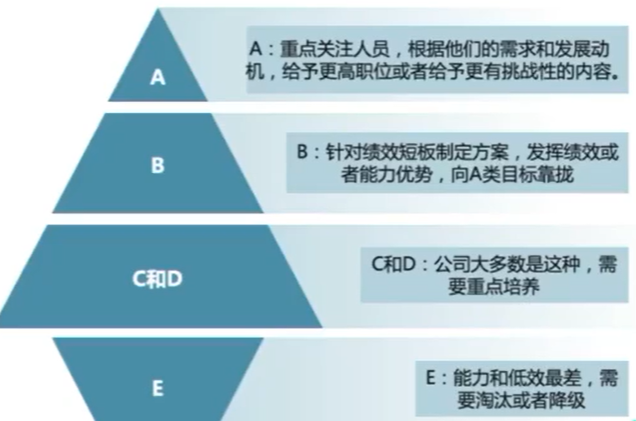 A
A：重点关注人员，根据他们的需求和发展动
机，给予更高职位或者给予更有挑战性的内容。
B
B：针对绩效短板制定方案，发挥绩效或
者能力优势，向A类目标靠拢
C和D
C和D：公司大多数是这种，需
要重点培养
E
E：能力和低效最差，需
要淘汰或者降级